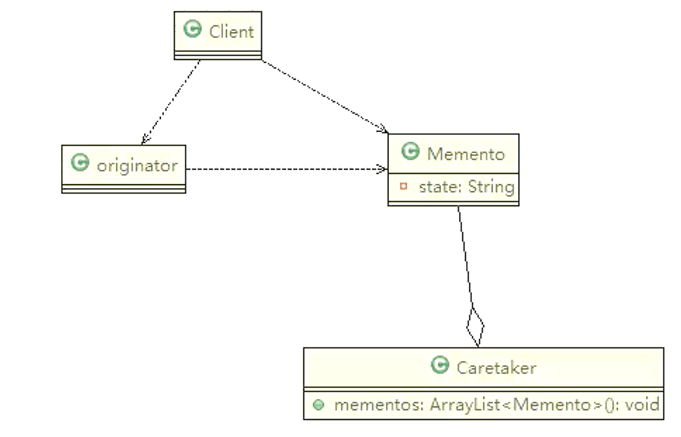 Client
originator
Memento
state: String
Caretaker
mementos: ArrayList<Memento>(): void